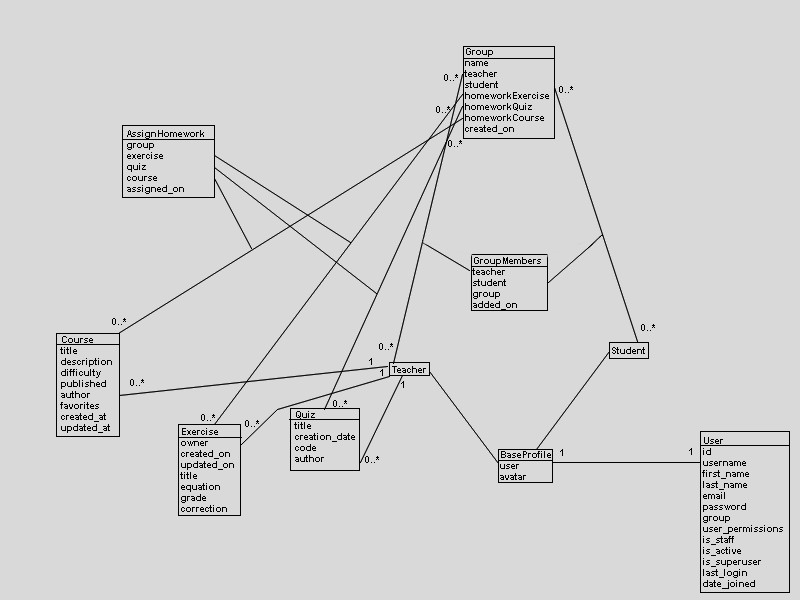 Group
name
teacher
student
homeworkExercise
homeworkQuiz
homeworkCourse
created_on
0..*
0..*
0..*
0..*
AssignHomework
group
exercise
quiz
course
assigned_on
GroupMembers
teacher
student
group
added_on
0..*
Course
title
description
difficulty
published
author
favorites
created_at
updated_at
0..*
0..*
1
1
1
Teacher
0..*
Student
0..*
Exercise
owner
created_on
updated_on
title
equation
grade
correction
0..*
0..*
Quiz
title
creation_date
code
author
0..*
BaseProfile
user
avatar
1
1
User
id
username
first_name
last_name
email
password
group
user_permissions
is_staff
is_active
is_superuser
last_login
date_joined